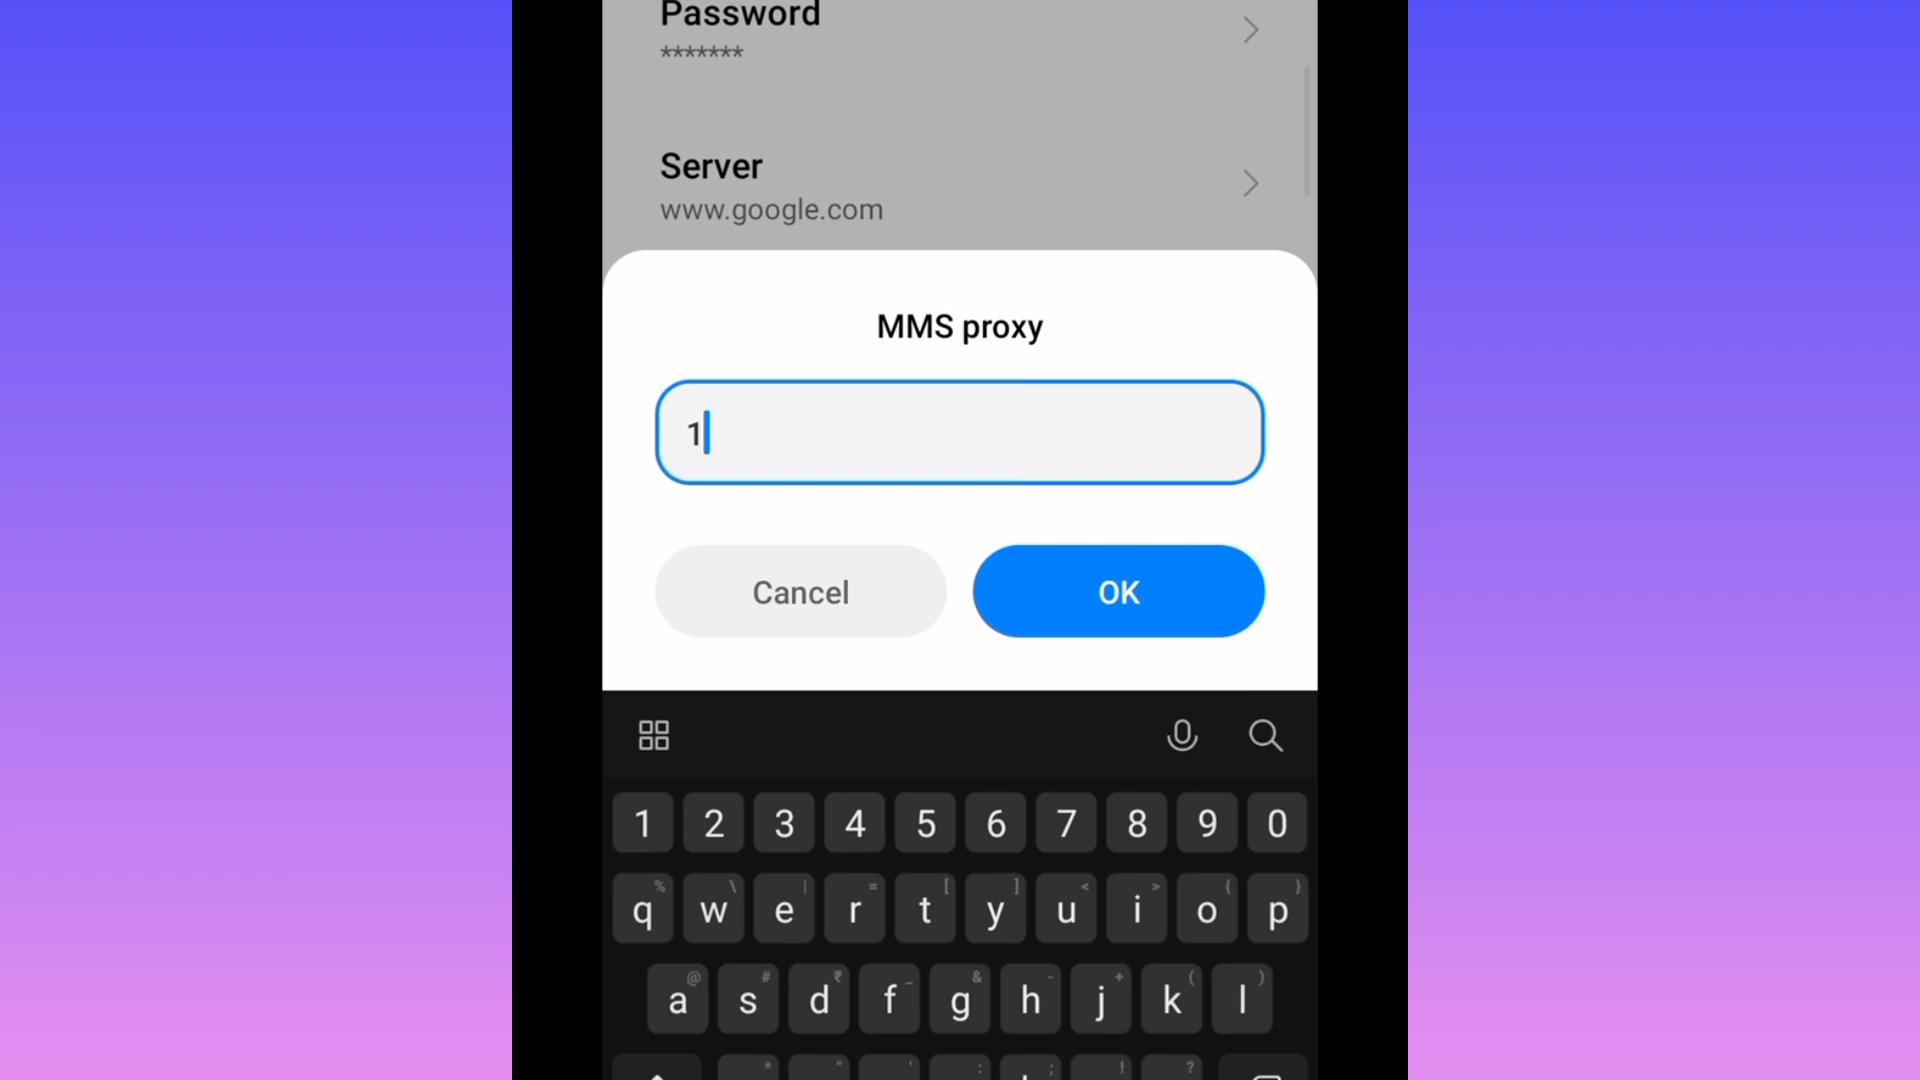 Password
*******
Server
www.google.com
MMS proxy
1
Cancel
OK
1 2 3 4 5 6 7 8 9 0
% \ | = [ ] < > { }
q w e r t y u i o p
@ # ₹ _ & - + ( )
a s d f g h j k l
* " ' : ; ! ?